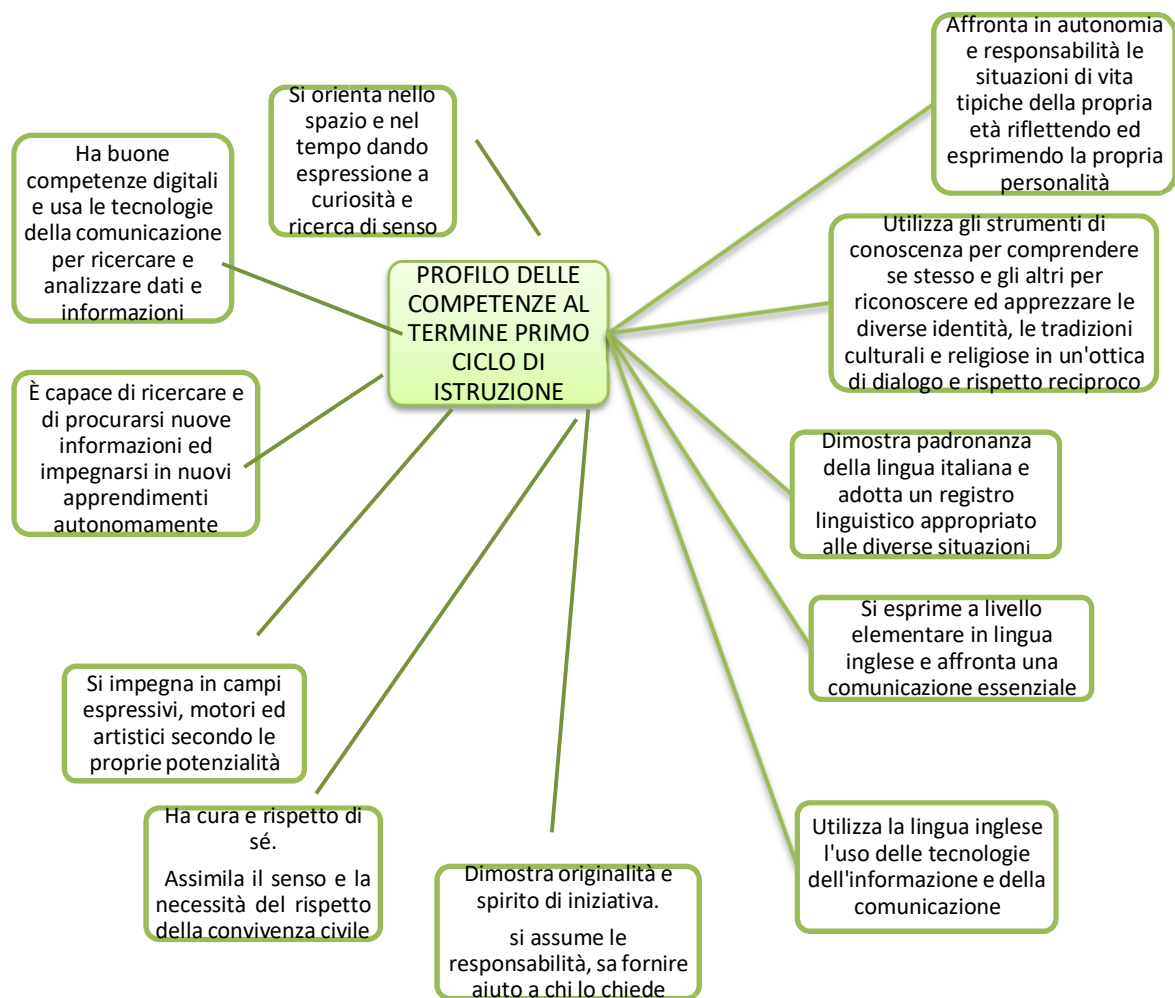 PROFILO DELLE
COMPETENZE AL
TERMINE PRIMO
CICLO DI
ISTRUZIONE
Affronta in autonomia
e responsabilità le
situazioni di vita
tipiche della propria
età riflettendo ed
esprimendo la propria
personalità
Utilizza gli strumenti di
conoscenza per comprendere
se stesso e gli altri per
riconoscere ed apprezzare le
diverse identità, le tradizioni
culturali e religiose in un'ottica
di dialogo e rispetto reciproco
Dimostra padronanza
della lingua italiana e
adotta un registro
linguistico appropriato
alle diverse situazioni
Si esprime a livello
elementare in lingua
inglese e affronta una
comunicazione essenziale
Utilizza la lingua inglese
l'uso delle tecnologie
dell'informazione e della
comunicazione
Dimostra originalità e
spirito di iniziativa.
si assume le
responsabilità, sa fornire
aiuto a chi lo chiede
Ha cura e rispetto di
sé.
Assimila il senso e la
necessità del rispetto
della convivenza civile
Si impegna in campi
espressivi, motori ed
artistici secondo le
proprie potenzialità
È capace di ricercare e
di procurarsi nuove
informazioni ed
impegnarsi in nuovi
apprendimenti
autonomamente
Ha buone
competenze digitali
e usa le tecnologie
della comunicazione
per ricercare e
analizzare dati e
informazioni
Si orienta nello
spazio e nel
tempo dando
espressione a
curiosità e
ricerca di senso